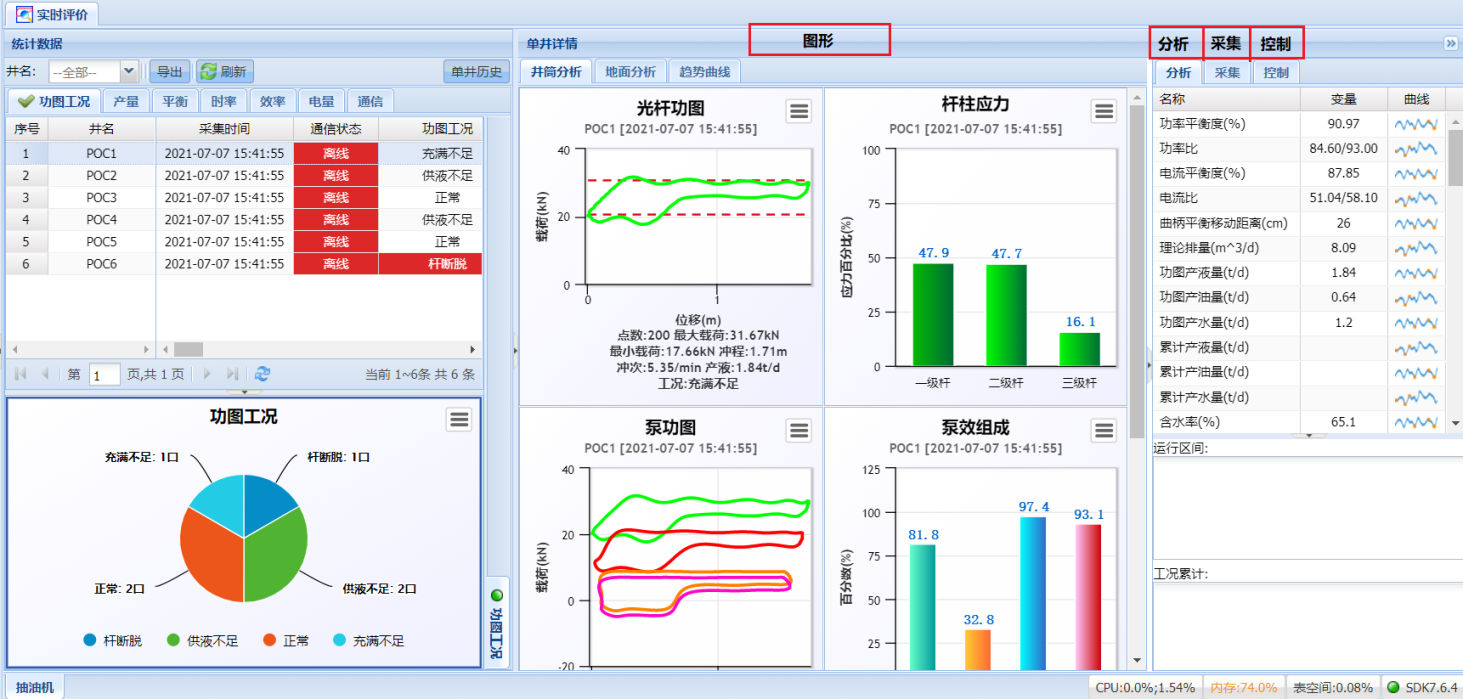 实时评价
统计数据
井名: --全部-- 导出 刷新 单井历史
功图工况 产量 平衡 时率 效率 电量 通信
序号 井名 采集时间 通信状态 功图工况
1 POC1 2021-07-07 15:41:55 离线 充满不足
2 POC2 2021-07-07 15:41:55 离线 供液不足
3 POC3 2021-07-07 15:41:55 离线 正常
4 POC4 2021-07-07 15:41:55 离线 供液不足
5 POC5 2021-07-07 15:41:55 离线 正常
6 POC6 2021-07-07 15:41:55 离线 杆断脱
第 1 页,共 1 页 当前 1~6条 共 6 条
功图工况
充满不足: 1口 杆断脱: 1口
正常: 2口 供液不足: 2口
杆断脱 供液不足 正常 充满不足
功图工况
单井详情 图形
井筒分析 地面分析 趋势曲线
光杆功图
POC1 [2021-07-07 15:41:55]
载荷(kN)
40
20
0
0 1
位移(m)
点数:200 最大载荷:31.67kN
最小载荷:17.66kN 冲程:1.71m
冲次:5.35/min 产液:1.84t/d
工况:充满不足
杆柱应力
POC1 [2021-07-07 15:41:55]
应力百分比(%)
100
75
50
25
0
47.9 47.7 16.1
一级杆 二级杆 三级杆
泵功图
POC1 [2021-07-07 15:41:55]
载荷(kN)
40
20
0
-20
泵效组成
POC1 [2021-07-07 15:41:55]
百分数(%)
125
100
75
50
25
81.8 32.8 97.4 93.1
分析 采集 控制
分析 采集 控制
名称 变量 曲线
功率平衡度(%) 90.97
功率比 84.60/93.00
电流平衡度(%) 87.85
电流比 51.04/58.10
曲柄平衡移动距离(cm) 26
理论排量(m^3/d) 8.09
功图产液量(t/d) 1.84
功图产油量(t/d) 0.64
功图产水量(t/d) 1.2
累计产液量(t/d)
累计产油量(t/d)
累计产水量(t/d)
含水率(%) 65.1
运行区间:
工况累计:
抽油机 CPU:0.0%;1.54% 内存:74.0% 表空间:0.08% SDK7.6.4